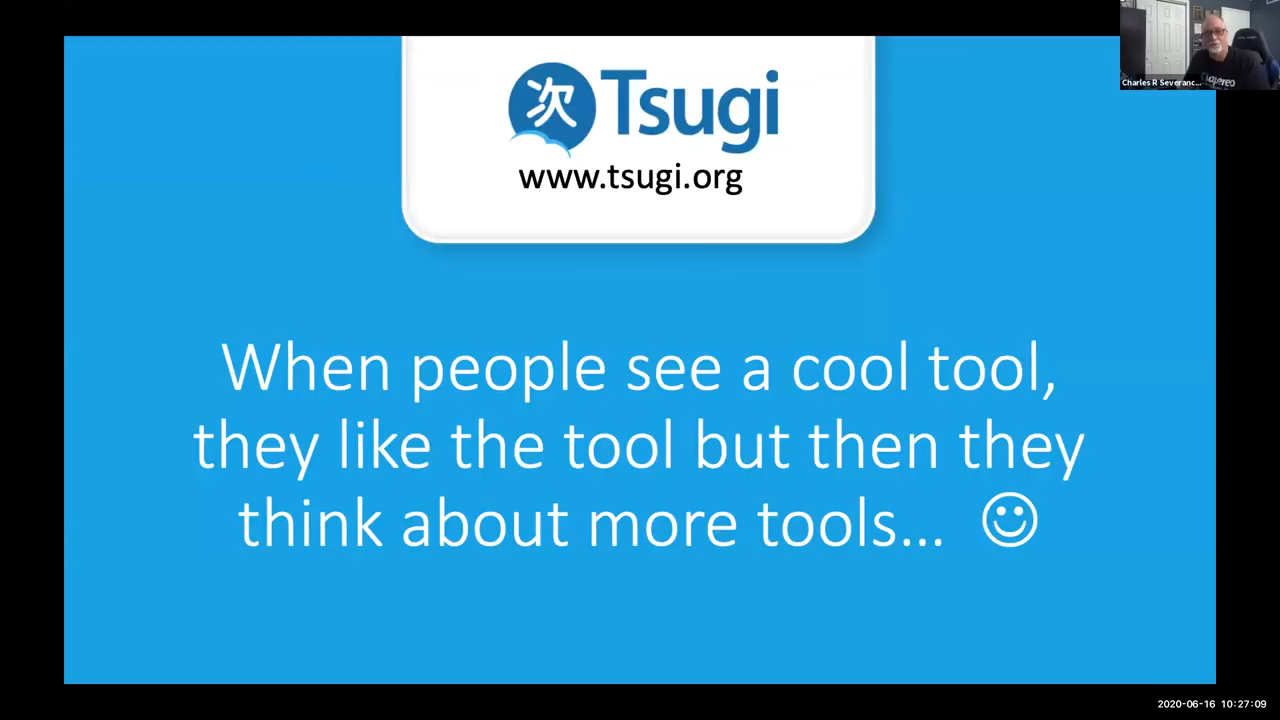 次 Tsugi
www.tsugi.org
When people see a cool tool,
they like the tool but then they
think about more tools... ☺
Charles R Severanc...
apereo
2020-06-16 10:27:09